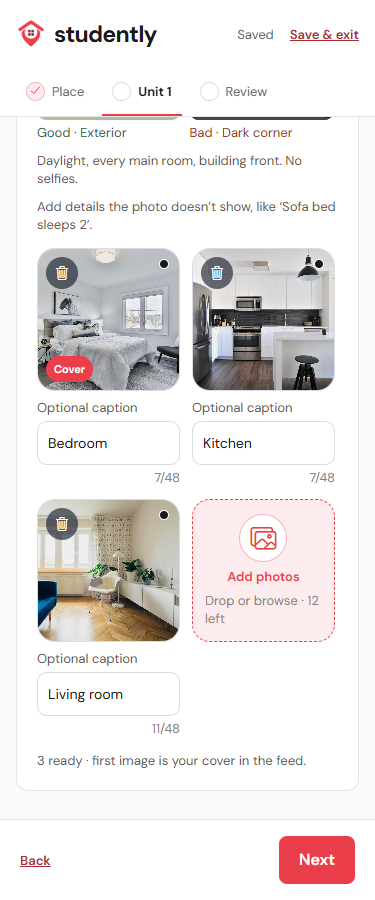 studently
Saved
Save & exit
Place
Unit 1
Review
Good · Exterior
Bad · Dark corner
Daylight, every main room, building front. No
selfies.
Add details the photo doesn’t show, like ‘Sofa bed
sleeps 2’.
Cover
Optional caption
Optional caption
Bedroom
Kitchen
7/48
7/48
Add photos
Drop or browse · 12
left
Optional caption
Living room
11/48
3 ready · first image is your cover in the feed.
Back
Next